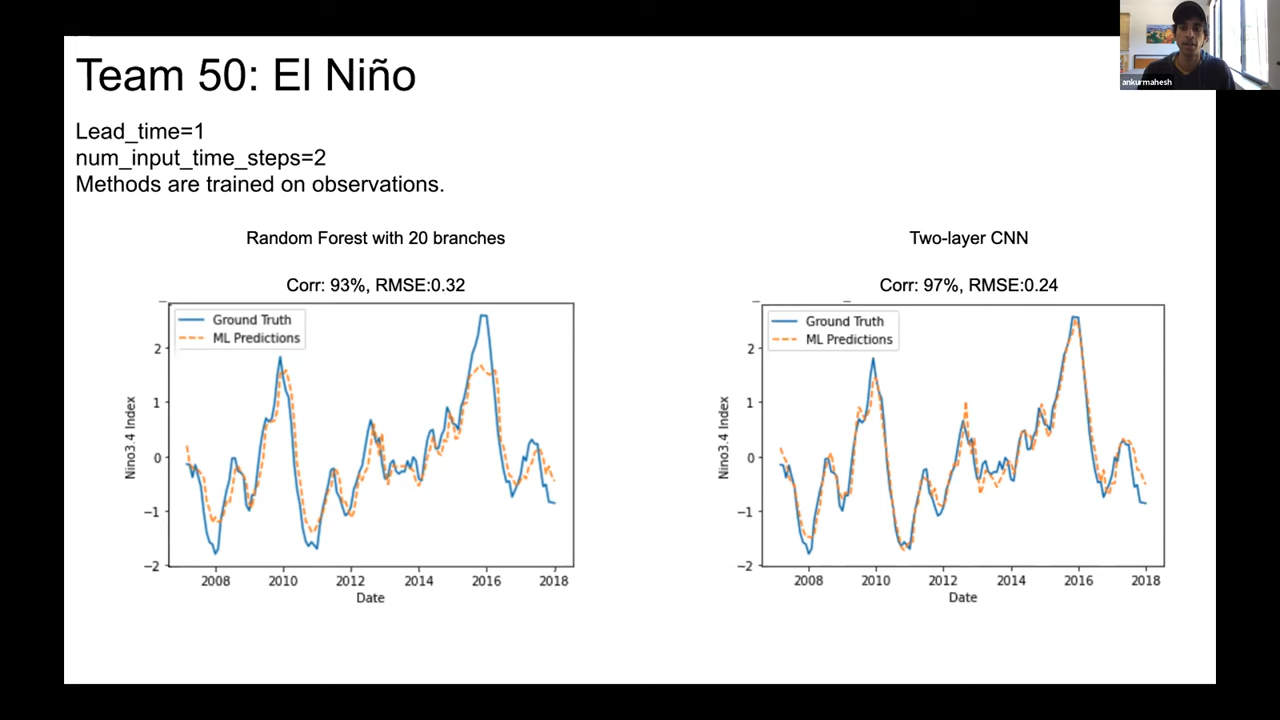 Team 50: El Niño
ankurmahesh
Lead_time=1
num_input_time_steps=2
Methods are trained on observations.
Random Forest with 20 branches
Corr: 93%, RMSE:0.32
Ground Truth
ML Predictions
2
1
0
−1
−2
Nino3.4 Index
2008 2010 2012 2014 2016 2018
Date
Two-layer CNN
Corr: 97%, RMSE:0.24
Ground Truth
ML Predictions
2
1
0
−1
−2
Nino3.4 Index
2008 2010 2012 2014 2016 2018
Date